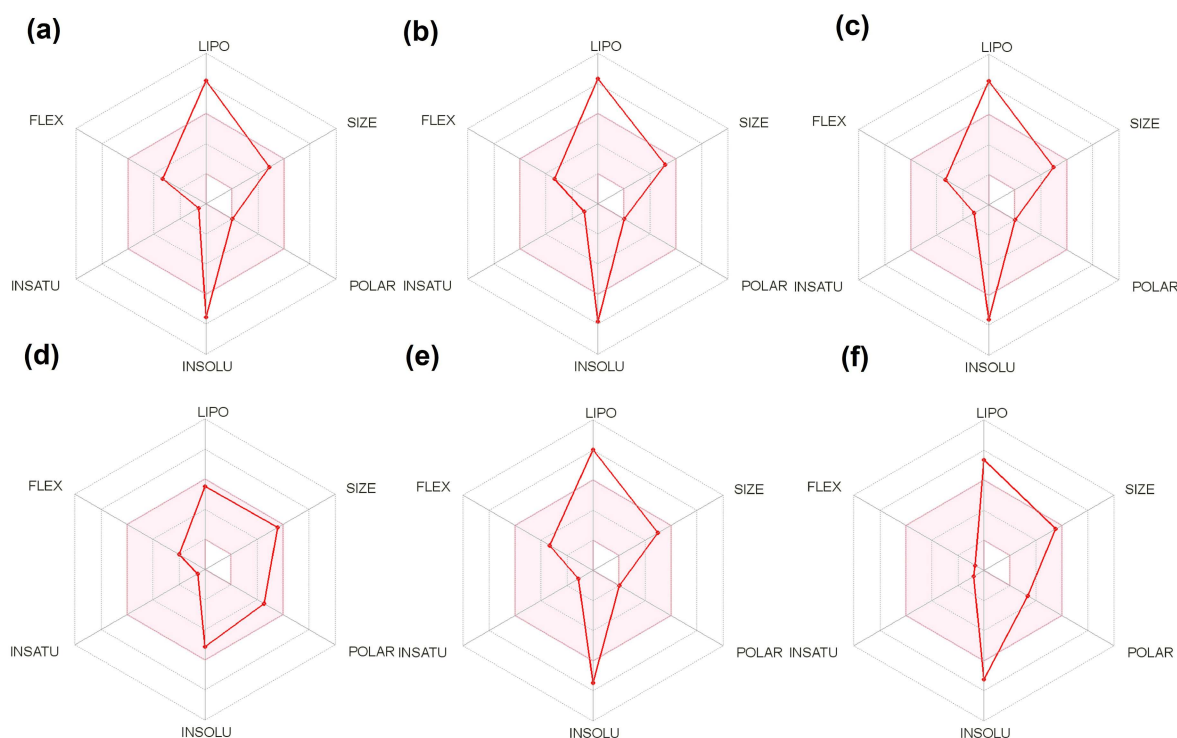 (a)
LIPO
FLEX
SIZE
INSATU
POLAR
INSOLU
(b)
LIPO
FLEX
SIZE
INSATU
POLAR
INSOLU
(c)
LIPO
FLEX
SIZE
INSATU
POLAR
INSOLU
(d)
LIPO
FLEX
SIZE
INSATU
POLAR
INSOLU
(e)
LIPO
FLEX
SIZE
INSATU
POLAR
INSOLU
(f)
LIPO
FLEX
SIZE
INSATU
POLAR
INSOLU